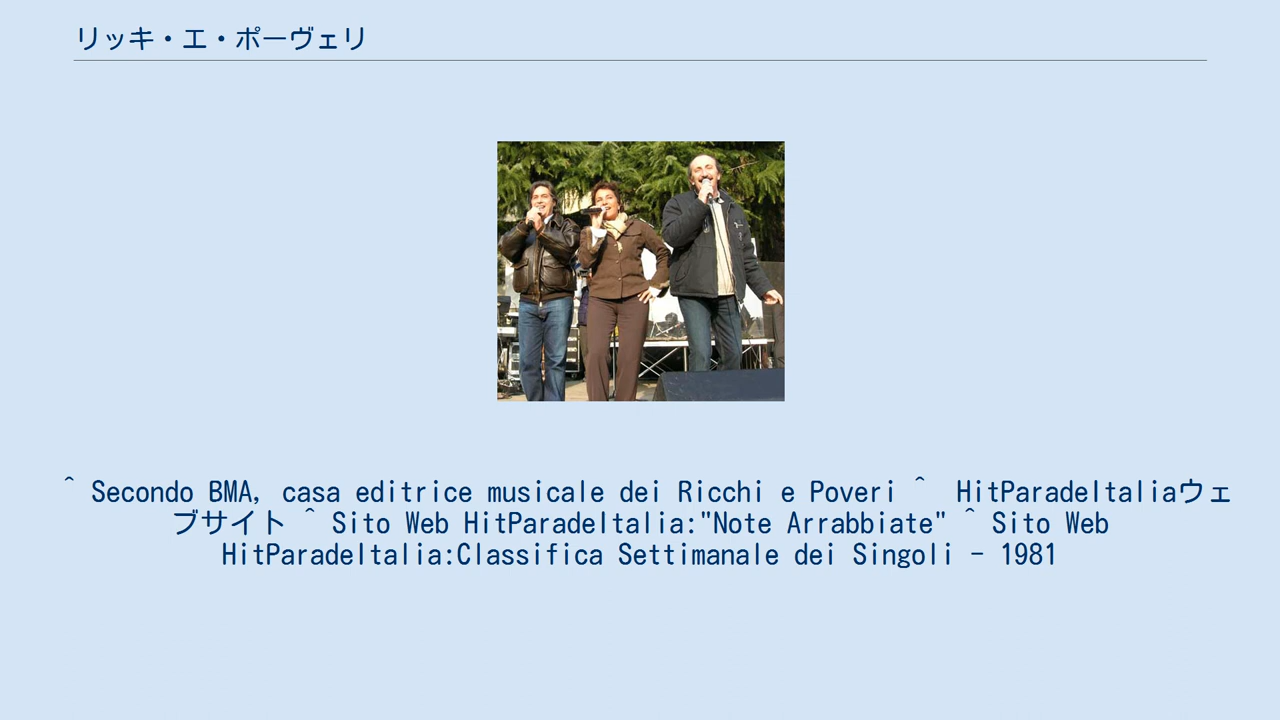 リッキ・エ・ポーヴェリ
^ Secondo BMA, casa editrice musicale dei Ricchi e Poveri ^ HitParadeItaliaウェ
ブサイト ^ Sito Web HitParadeItalia:"Note Arrabbiate" ^ Sito Web
HitParadeItalia:Classifica Settimanale dei Singoli - 1981